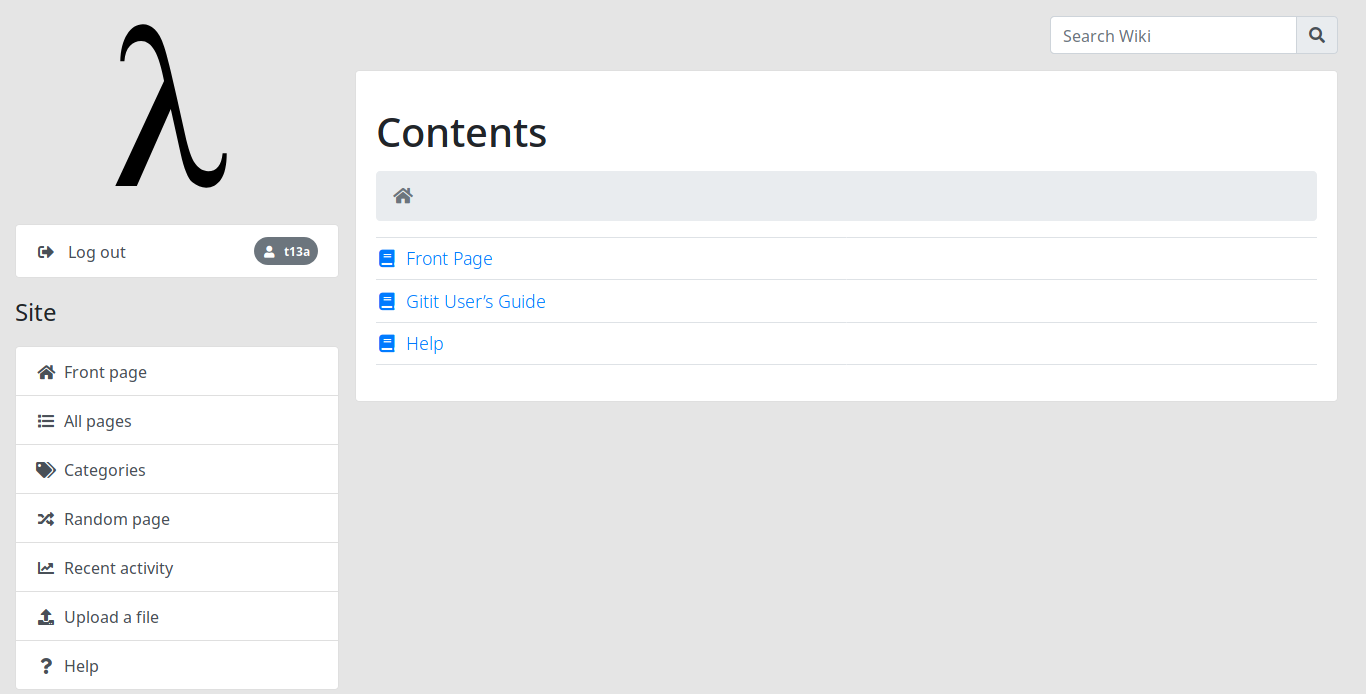 λ
Search Wiki
Log out
t13a
Site
Front page
All pages
Categories
Random page
Recent activity
Upload a file
Help
Contents
Front Page
Gitit User’s Guide
Help